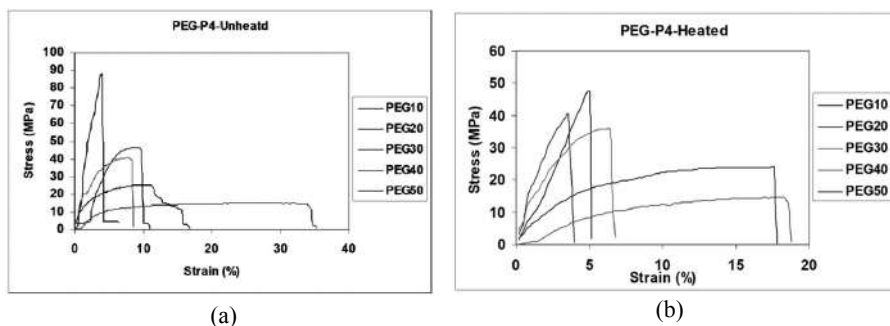 PEG-P4-Unheatd
Stress (MPa)
100
90
80
70
60
50
40
30
20
10
0
0 10 20 30 40
Strain (%)
PEG10
PEG20
PEG30
PEG40
PEG50
(a)
PEG-P4-Heated
Stress (MPa)
60
50
40
30
20
10
0
0 5 10 15 20
Strain (%)
PEG10
PEG20
PEG30
PEG40
PEG50
(b)